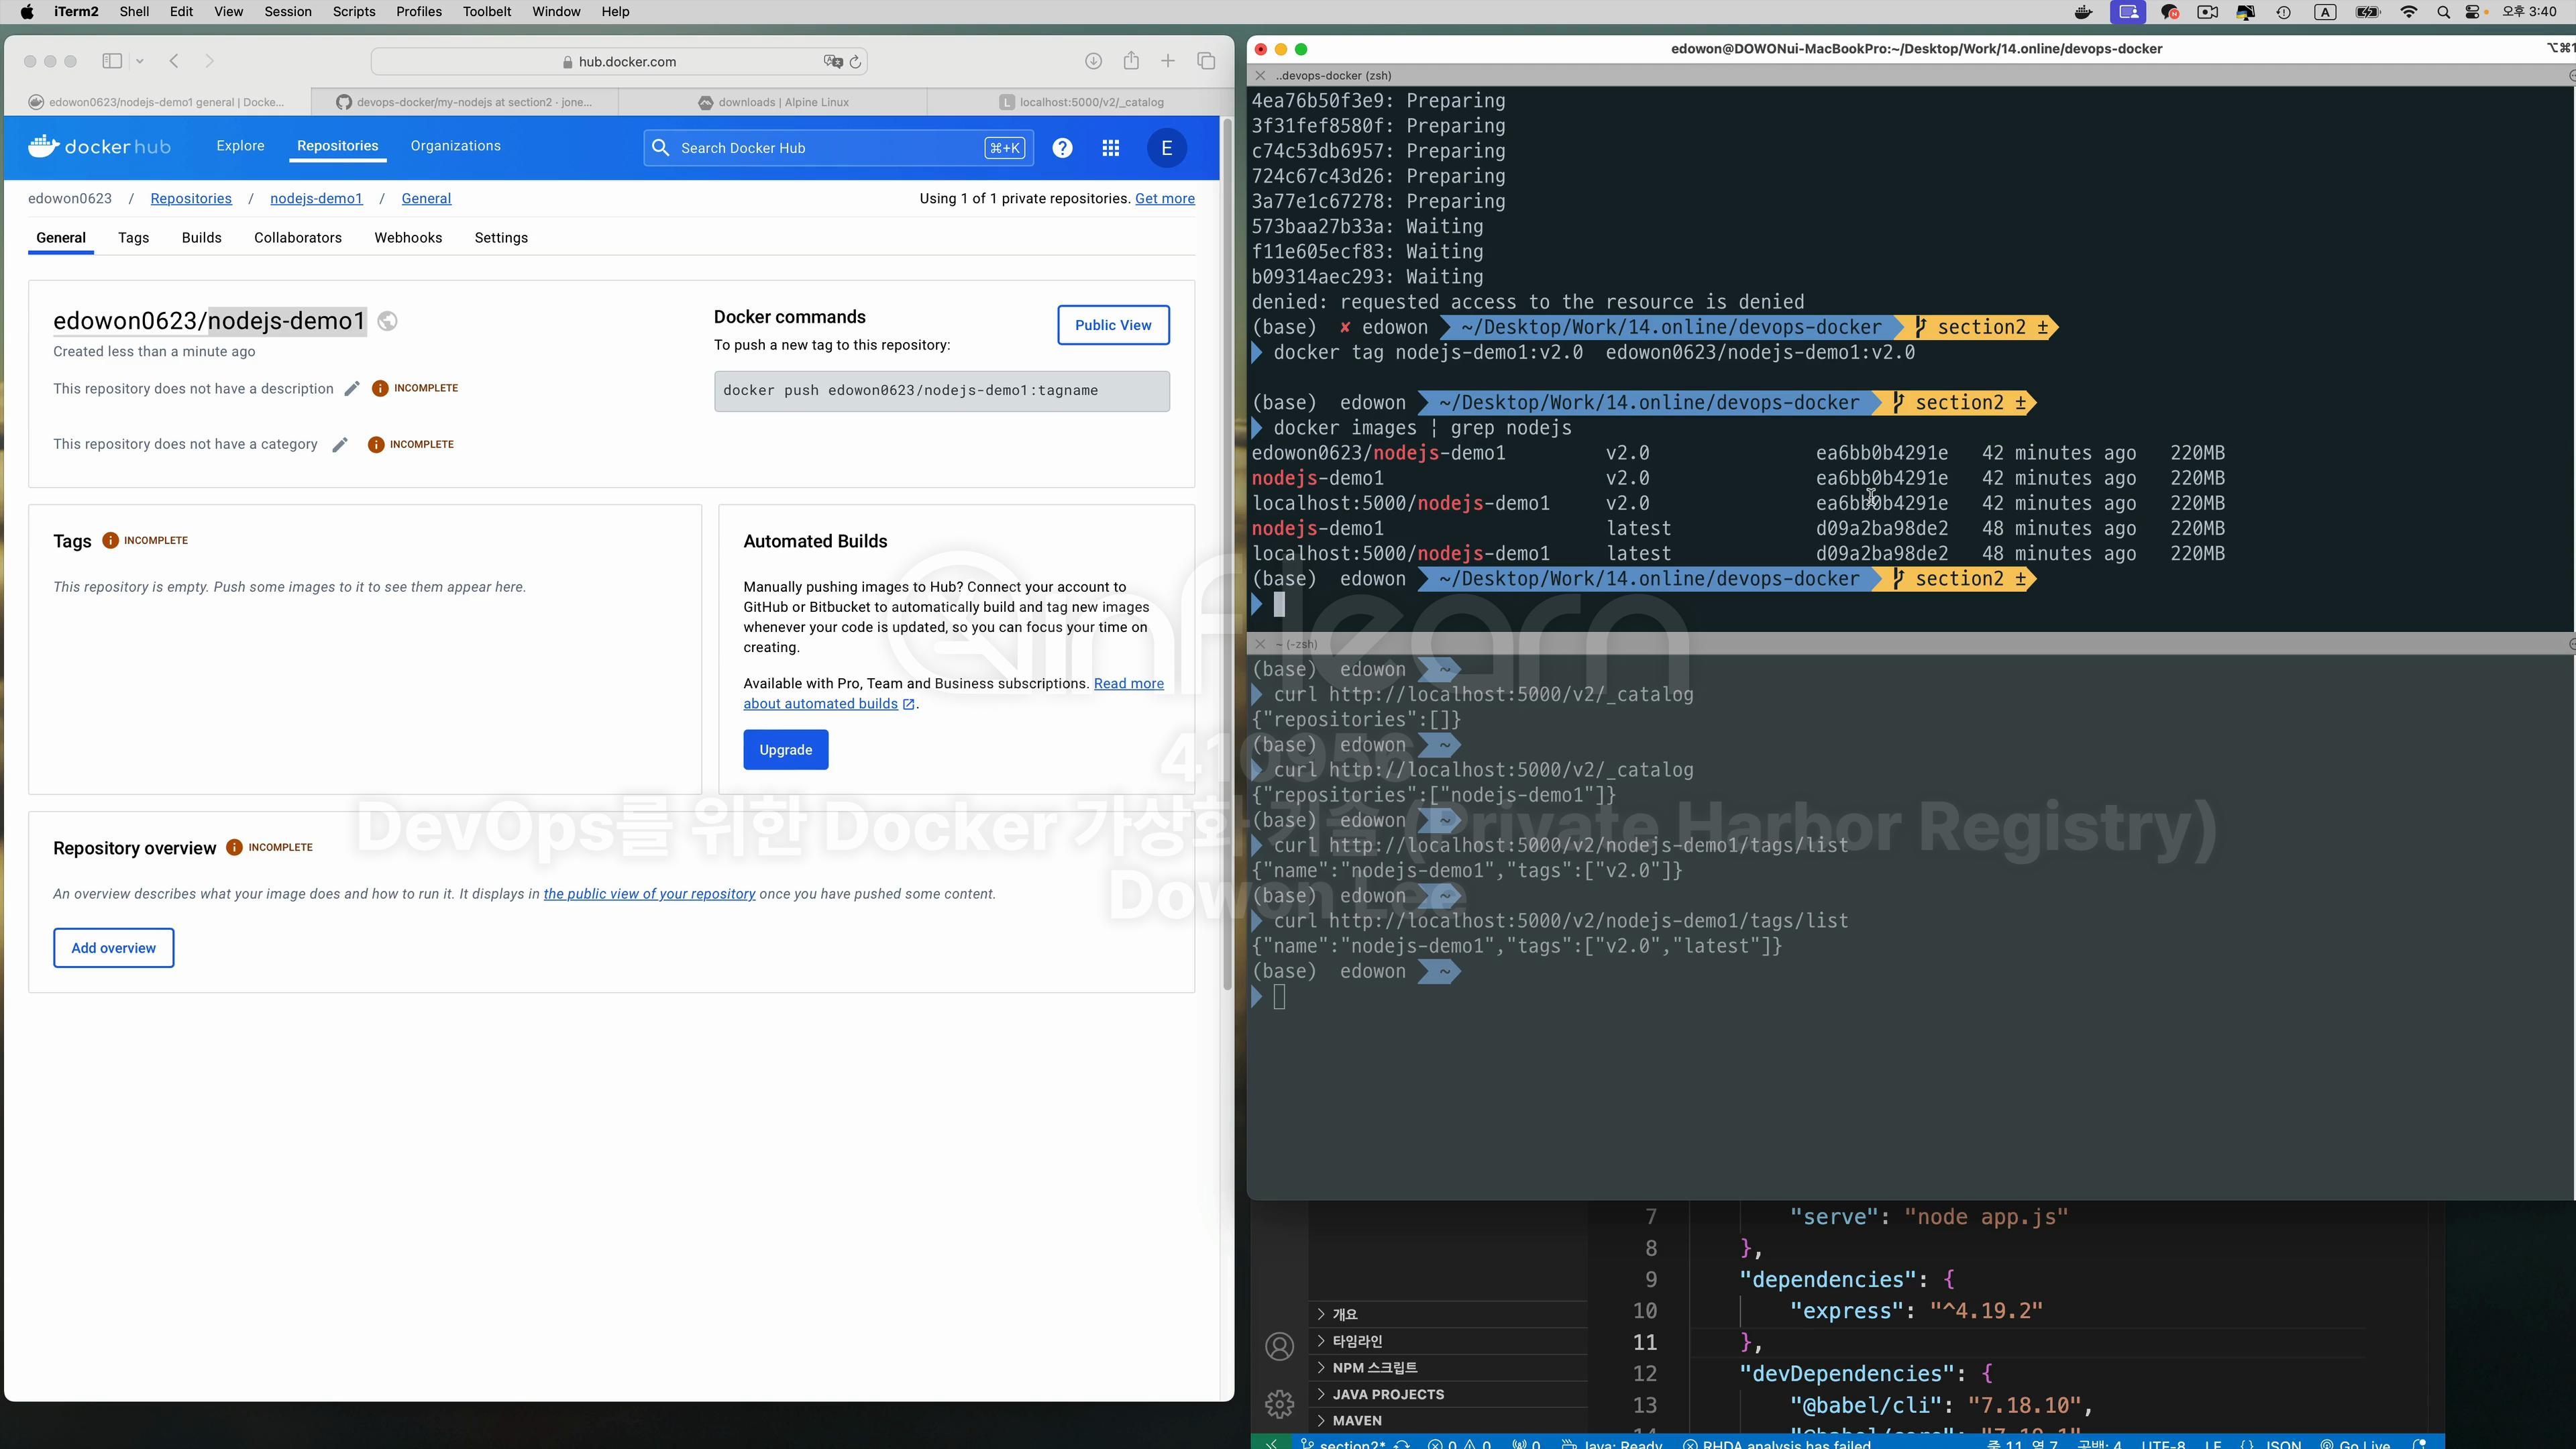 iTerm2 Shell Edit View Session Scripts Profiles Toolbelt Window Help
A 오후 3:40
hub.docker.com
edowon0623/nodejs-demo1 general | Docke...
devops-docker/my-nodejs at section2 · jone...
downloads | Alpine Linux
L localhost:5000/v2/_catalog
docker hub Explore Repositories Organizations Search Docker Hub ⌘+K ? E
edowon0623 / Repositories / nodejs-demo1 / General
Using 1 of 1 private repositories. Get more
General Tags Builds Collaborators Webhooks Settings
edowon0623/nodejs-demo1
Created less than a minute ago
This repository does not have a description INCOMPLETE
This repository does not have a category INCOMPLETE
Docker commands
Public View
To push a new tag to this repository:
docker push edowon0623/nodejs-demo1:tagname
Tags INCOMPLETE
This repository is empty. Push some images to it to see them appear here.
Automated Builds
Manually pushing images to Hub? Connect your account to
GitHub or Bitbucket to automatically build and tag new images
whenever your code is updated, so you can focus your time on
creating.
Available with Pro, Team and Business subscriptions. Read more
about automated builds.
Upgrade
Repository overview INCOMPLETE
An overview describes what your image does and how to run it. It displays in the public view of your repository once you have pushed some content.
Add overview
edowon@DOWONui-MacBookPro:~/Desktop/Work/14.online/devops-docker
..devops-docker (zsh)
4ea76b50f3e9: Preparing
3f31fef8580f: Preparing
c74c53db6957: Preparing
724c67c43d26: Preparing
3a77e1c67278: Preparing
573baa27b33a: Waiting
f11e605ecf83: Waiting
b09314aec293: Waiting
denied: requested access to the resource is denied
(base) ✘ edowon ~/Desktop/Work/14.online/devops-docker section2 ±
docker tag nodejs-demo1:v2.0 edowon0623/nodejs-demo1:v2.0
(base) edowon ~/Desktop/Work/14.online/devops-docker section2 ±
docker images | grep nodejs
edowon0623/nodejs-demo1 v2.0 ea6bb0b4291e 42 minutes ago 220MB
nodejs-demo1 v2.0 ea6bb0b4291e 42 minutes ago 220MB
localhost:5000/nodejs-demo1 v2.0 ea6bb0b4291e 42 minutes ago 220MB
nodejs-demo1 latest d09a2ba98de2 48 minutes ago 220MB
localhost:5000/nodejs-demo1 latest d09a2ba98de2 48 minutes ago 220MB
(base) edowon ~/Desktop/Work/14.online/devops-docker section2 ±
~ (-zsh)
(base) edowon ~
curl http://localhost:5000/v2/_catalog
{"repositories":[]}
(base) edowon ~
curl http://localhost:5000/v2/_catalog
{"repositories":["nodejs-demo1"]}
(base) edowon ~
curl http://localhost:5000/v2/nodejs-demo1/tags/list
{"name":"nodejs-demo1","tags":["v2.0"]}
(base) edowon ~
curl http://localhost:5000/v2/nodejs-demo1/tags/list
{"name":"nodejs-demo1","tags":["v2.0","latest"]}
(base) edowon ~
inflearn
410956
DevOps를 위한 Docker 가상화 기술 (Private Harbor Registry)
Dowon Lee
개요
타임라인
NPM 스크립트
JAVA PROJECTS
MAVEN
7 "serve": "node app.js"
8 },
9 "dependencies": {
10 "express": "^4.19.2"
11 },
12 "devDependencies": {
13 "@babel/cli": "7.18.10",
section2* 0 0 0 Java: Ready RHDA analysis has failed 줄 11, 열 7 공백: 4 UTF-8 LF {} JSON Go Live